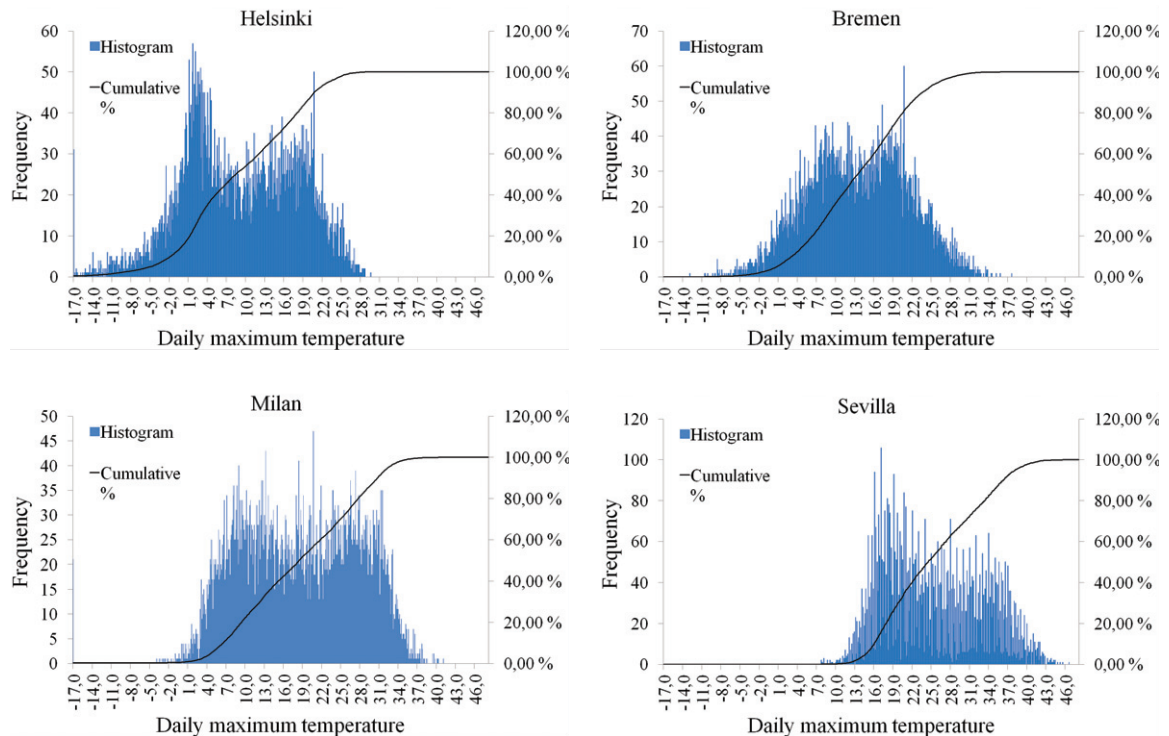 Helsinki
60
50
40
30
20
10
0
Frequency
Histogram
Cumulative
%
120,00 %
100,00 %
80,00 %
60,00 %
40,00 %
20,00 %
0,00 %
-17,0 -14,0 -11,0 -8,0 -5,0 -2,0 1,0 4,0 7,0 10,0 13,0 16,0 19,0 22,0 25,0 28,0 31,0 34,0 37,0 40,0 43,0 46,0
Daily maximum temperature
Bremen
70
60
50
40
30
20
10
0
Frequency
Histogram
Cumulative
%
120,00 %
100,00 %
80,00 %
60,00 %
40,00 %
20,00 %
0,00 %
-17,0 -14,0 -11,0 -8,0 -5,0 -2,0 1,0 4,0 7,0 10,0 13,0 16,0 19,0 22,0 25,0 28,0 31,0 34,0 37,0 40,0 43,0 46,0
Daily maximum temperature
Milan
50
45
40
35
30
25
20
15
10
5
0
Frequency
Histogram
Cumulative
%
120,00 %
100,00 %
80,00 %
60,00 %
40,00 %
20,00 %
0,00 %
-17,0 -14,0 -11,0 -8,0 -5,0 -2,0 1,0 4,0 7,0 10,0 13,0 16,0 19,0 22,0 25,0 28,0 31,0 34,0 37,0 40,0 43,0 46,0
Daily maximum temperature
Sevilla
120
100
80
60
40
20
0
Frequency
Histogram
Cumulative
%
120,00 %
100,00 %
80,00 %
60,00 %
40,00 %
20,00 %
0,00 %
-17,0 -14,0 -11,0 -8,0 -5,0 -2,0 1,0 4,0 7,0 10,0 13,0 16,0 19,0 22,0 25,0 28,0 31,0 34,0 37,0 40,0 43,0 46,0
Daily maximum temperature